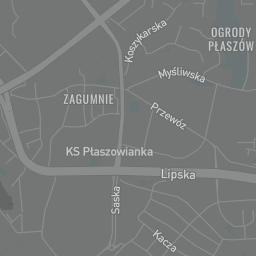 OGRODY
PŁASZÓW
Koszykarska
Myśliwska
ZAGUMNIE
Przewóz
KS Płaszowianka
Lipska
Saska
Kacza